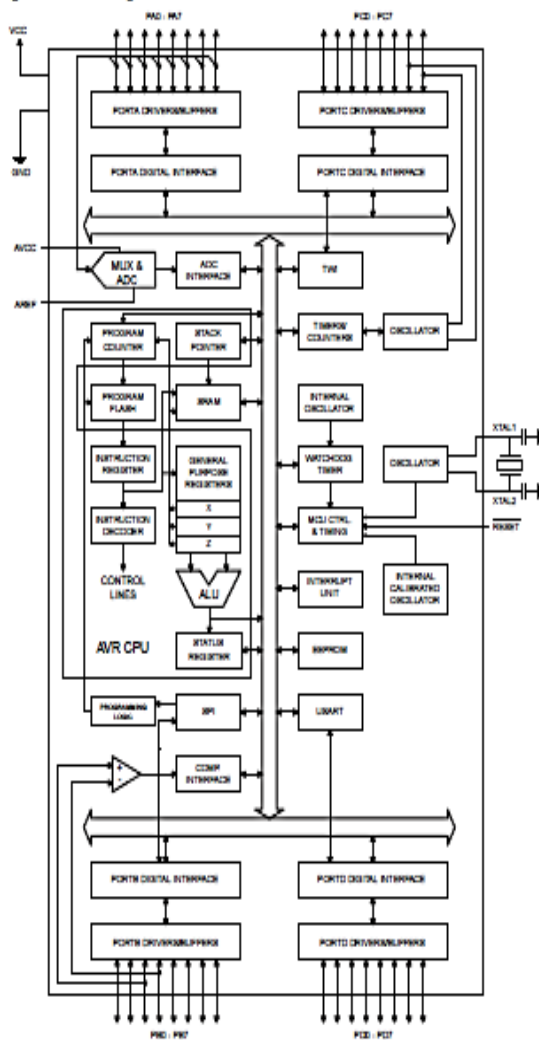 PA0 - PA7
PC0 - PC7
VCC
PORTA DRIVERS/BUFFERS
PORTC DRIVERS/BUFFERS
GND
PORTA DIGITAL INTERFACE
PORTC DIGITAL INTERFACE
AVCC
MUX &
ADC
ADC
INTERFACE
TWI
AREF
PROGRAM
COUNTER
STACK
POINTER
TIMERS/
COUNTERS
OSCILLATOR
PROGRAM
FLASH
SRAM
INTERNAL
OSCILLATOR
XTAL1
INSTRUCTION
REGISTER
GENERAL
PURPOSE
REGISTERS
WATCHDOG
TIMER
OSCILLATOR
XTAL2
X
INSTRUCTION
DECODER
Y
MCU CTRL.
& TIMING
RESET
Z
CONTROL
LINES
ALU
INTERRUPT
UNIT
INTERNAL
CALIBRATED
OSCILLATOR
AVR CPU
STATUS
REGISTER
EEPROM
PROGRAMMING
LOGIC
SPI
USART
+
-
COMP.
INTERFACE
PORTB DIGITAL INTERFACE
PORTD DIGITAL INTERFACE
PORTB DRIVERS/BUFFERS
PORTD DRIVERS/BUFFERS
PB0 - PB7